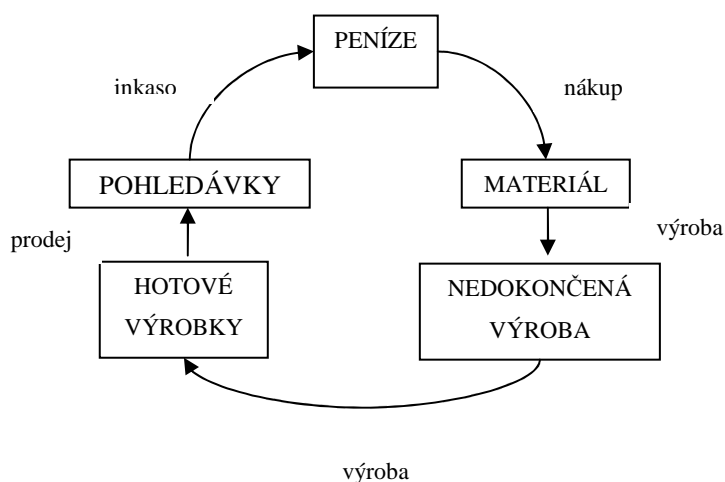 PENÍZE
inkaso
nákup
POHLEDÁVKY
MATERIÁL
prodej
výroba
HOTOVÉ
VÝROBKY
NEDOKONČENÁ
VÝROBA
výroba